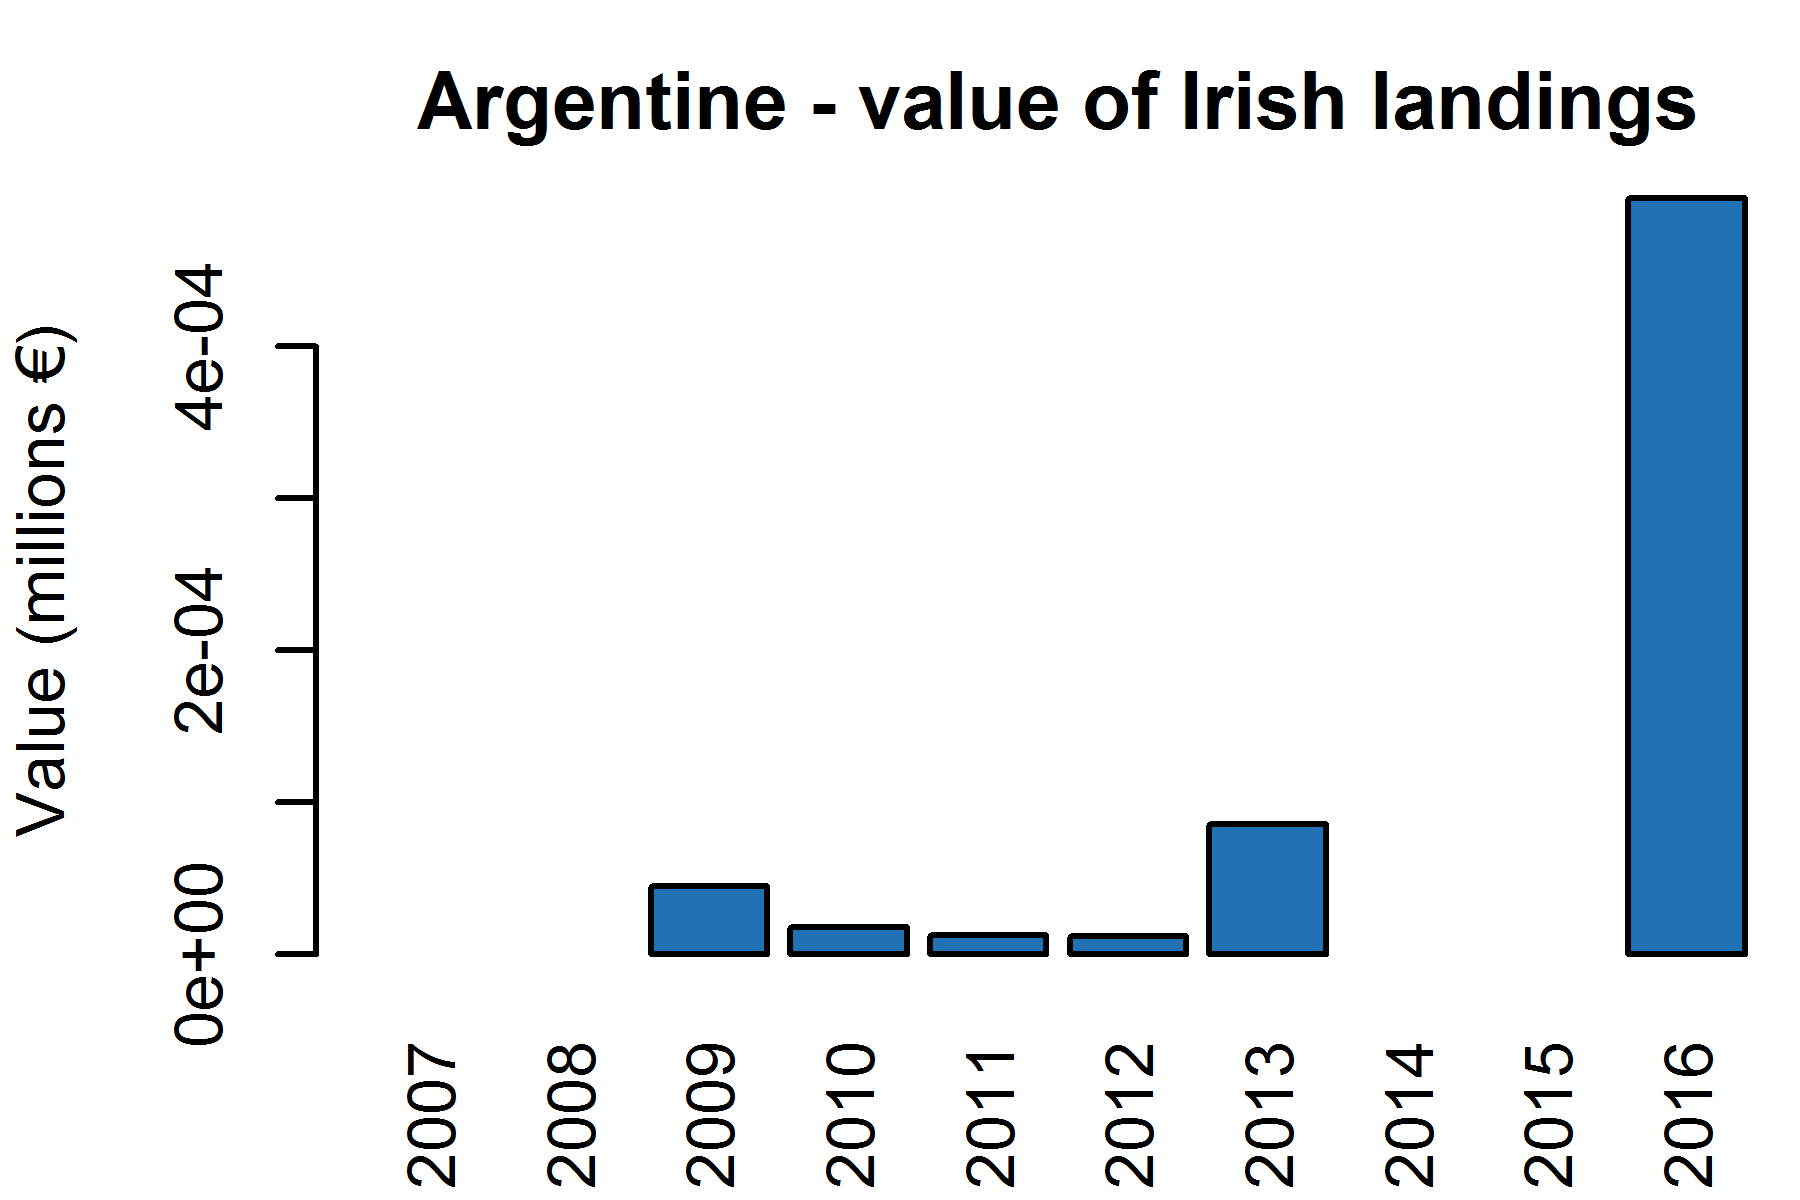 Argentine - value of Irish landings
Value (millions €)
4e-04
2e-04
0e+00
2007
2008
2009
2010
2011
2012
2013
2014
2015
2016